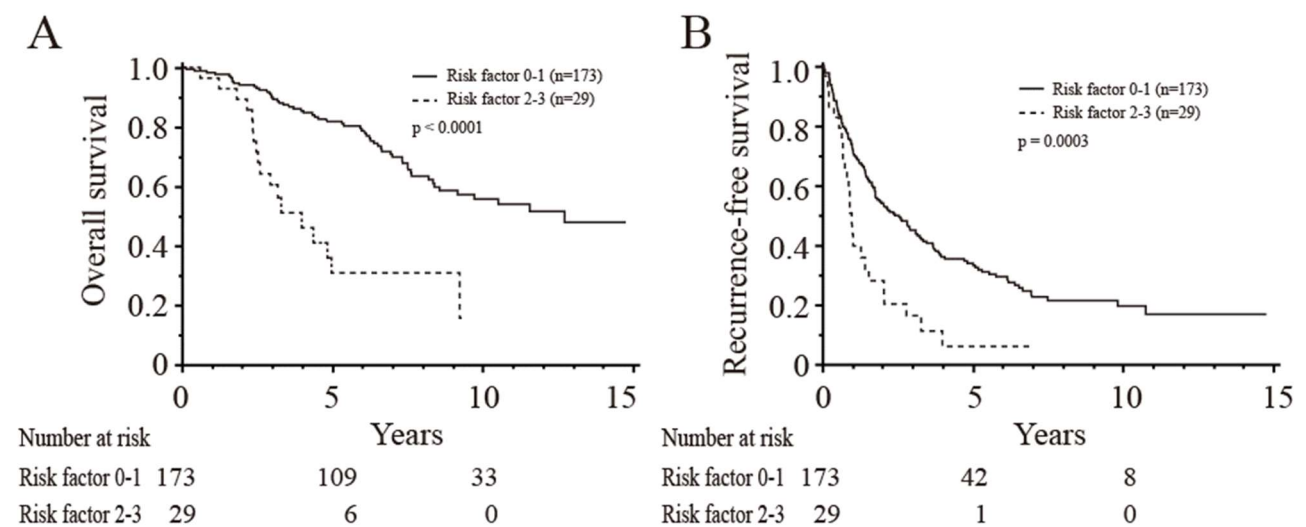 A
Overall survival
1.0
0.8
0.6
0.4
0.2
0
Risk factor 0-1 (n=173)
Risk factor 2-3 (n=29)
p < 0.0001
0 5 10 15
Years
Number at risk
Risk factor 0-1 173 109 33
Risk factor 2-3 29 6 0
B
Recurrence-free survival
1.0
0.8
0.6
0.4
0.2
0
Risk factor 0-1 (n=173)
Risk factor 2-3 (n=29)
p = 0.0003
0 5 10 15
Years
Number at risk
Risk factor 0-1 173 42 8
Risk factor 2-3 29 1 0